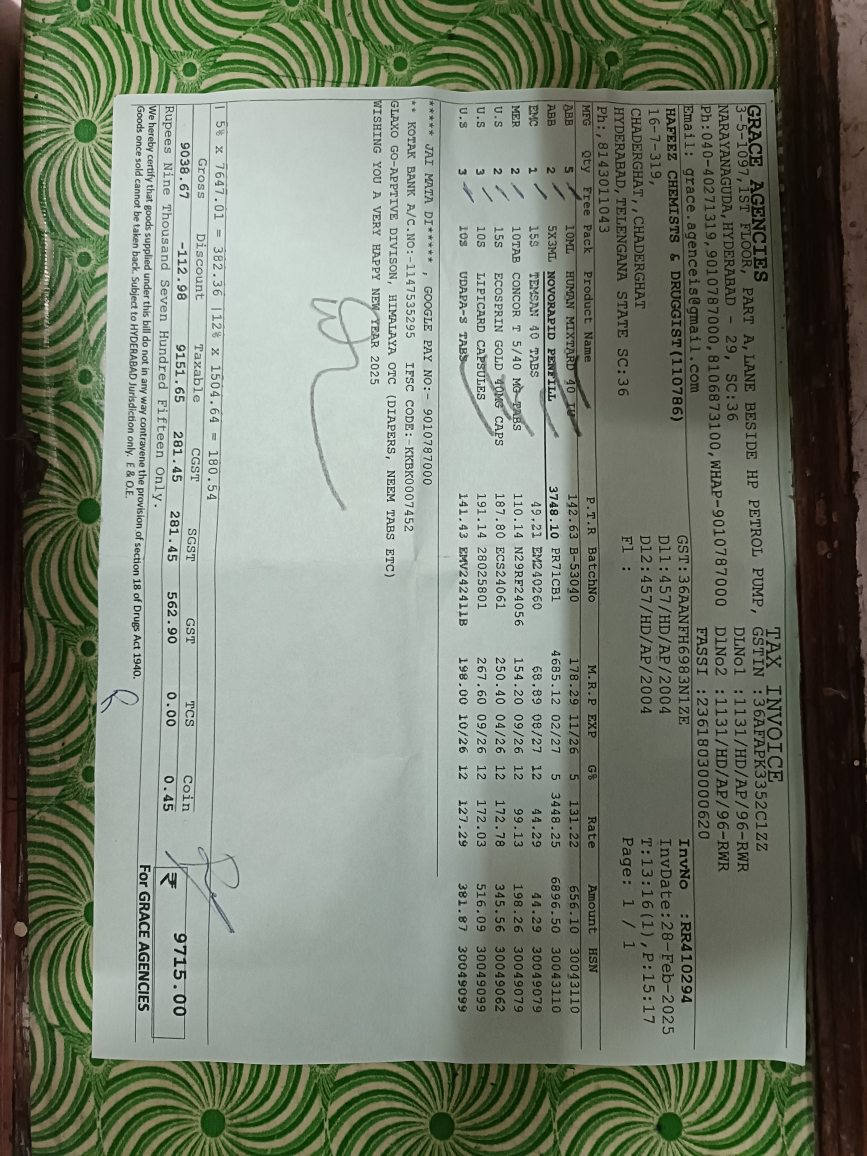 GRACE AGENCIES
3-5-1097,1ST FLOOR, PART A,LANE BESIDE HP PETROL PUMP,
NARAYANAGUDA,HYDERABAD - 29, SC:36
Ph:040-40271319,9010787000,8106873100,WHAP-9010787000
Email: grace.agenceis@gmail.com
TAX INVOICE
GSTIN :36AFAPK3352C1ZZ
DLNo1 :1131/HD/AP/96-RWR
DlNo2 :1131/HD/AP/96-RWR
FASSI :23618030000620
HAFEEZ CHEMISTS & DRUGGIST(110786)
16-7-319,
CHADERGHAT,,CHADERGHAT
HYDERABAD,TELENGANA STATE SC:36
Ph:,8143011043
GST:36AANFH6983N1ZE
D11:457/HD/AP/2004
D12:457/HD/AP/2004
F1 :
InvNo :RR410294
InvDate:28-Feb-2025
T:13:16(1),P:15:17
Page: 1 / 1
MFG Qty Free Pack Product Name P.T.R BatchNo M.R.P EXP G% Rate Amount HSN
ABB 5 10ML HUMAN MIXTARD 40 IU 142.63 B-53040 178.29 11/26 5 131.22 656.10 30043110
ABB 2 5X3ML NOVORAPID PENFILL 3748.10 PR71CB1 4685.12 02/27 5 3448.25 6896.50 30043110
EMC 1 15S TEMSAN 40 TABS 49.21 EM240260 68.89 08/27 12 44.29 44.29 30049079
MER 2 10TAB CONCOR T 5/40 MG TABS 110.14 N29RF24056 154.20 09/26 12 99.13 198.26 30049079
U.S 2 15S ECOSPRIN GOLD 40MG CAPS 187.80 ECS24061 250.40 04/26 12 172.78 345.56 30049062
U.S 3 10S LIPICARD CAPSULES 191.14 28025801 267.60 09/26 12 172.03 516.09 30049099
U.S 3 10S UDAPA-S TABS 141.43 EMV242411B 198.00 10/26 12 127.29 381.87 30049099
***** JAI MATA DI***** , GOOGLE PAY NO:- 9010787000
** KOTAK BANK A/C.NO:-1147535295 IFSC CODE:-KKBK0007452
GLAXO GO-APPTIVE DIVISON, HIMALAYA OTC (DIAPERS, NEEM TABS ETC)
WISHING YOU A VERY HAPPY NEW YEAR 2025
| 5% x 7647.01 = 382.36 |12% x 1504.64 = 180.54
Gross Discount Taxable CGST SGST GST TCS Coin
9038.67 -112.98 9151.65 281.45 281.45 562.90 0.00 0.45
₹ 9715.00
Rupees Nine Thousand Seven Hundred Fifteen Only.
We hereby certify that goods supplied under this bill do not in any way contravene the provision of section 18 of Drugs Act 1940.
Goods once sold cannot be taken back. Subject to HYDERABAD Jurisdiction only. E & O.E.
For GRACE AGENCIES